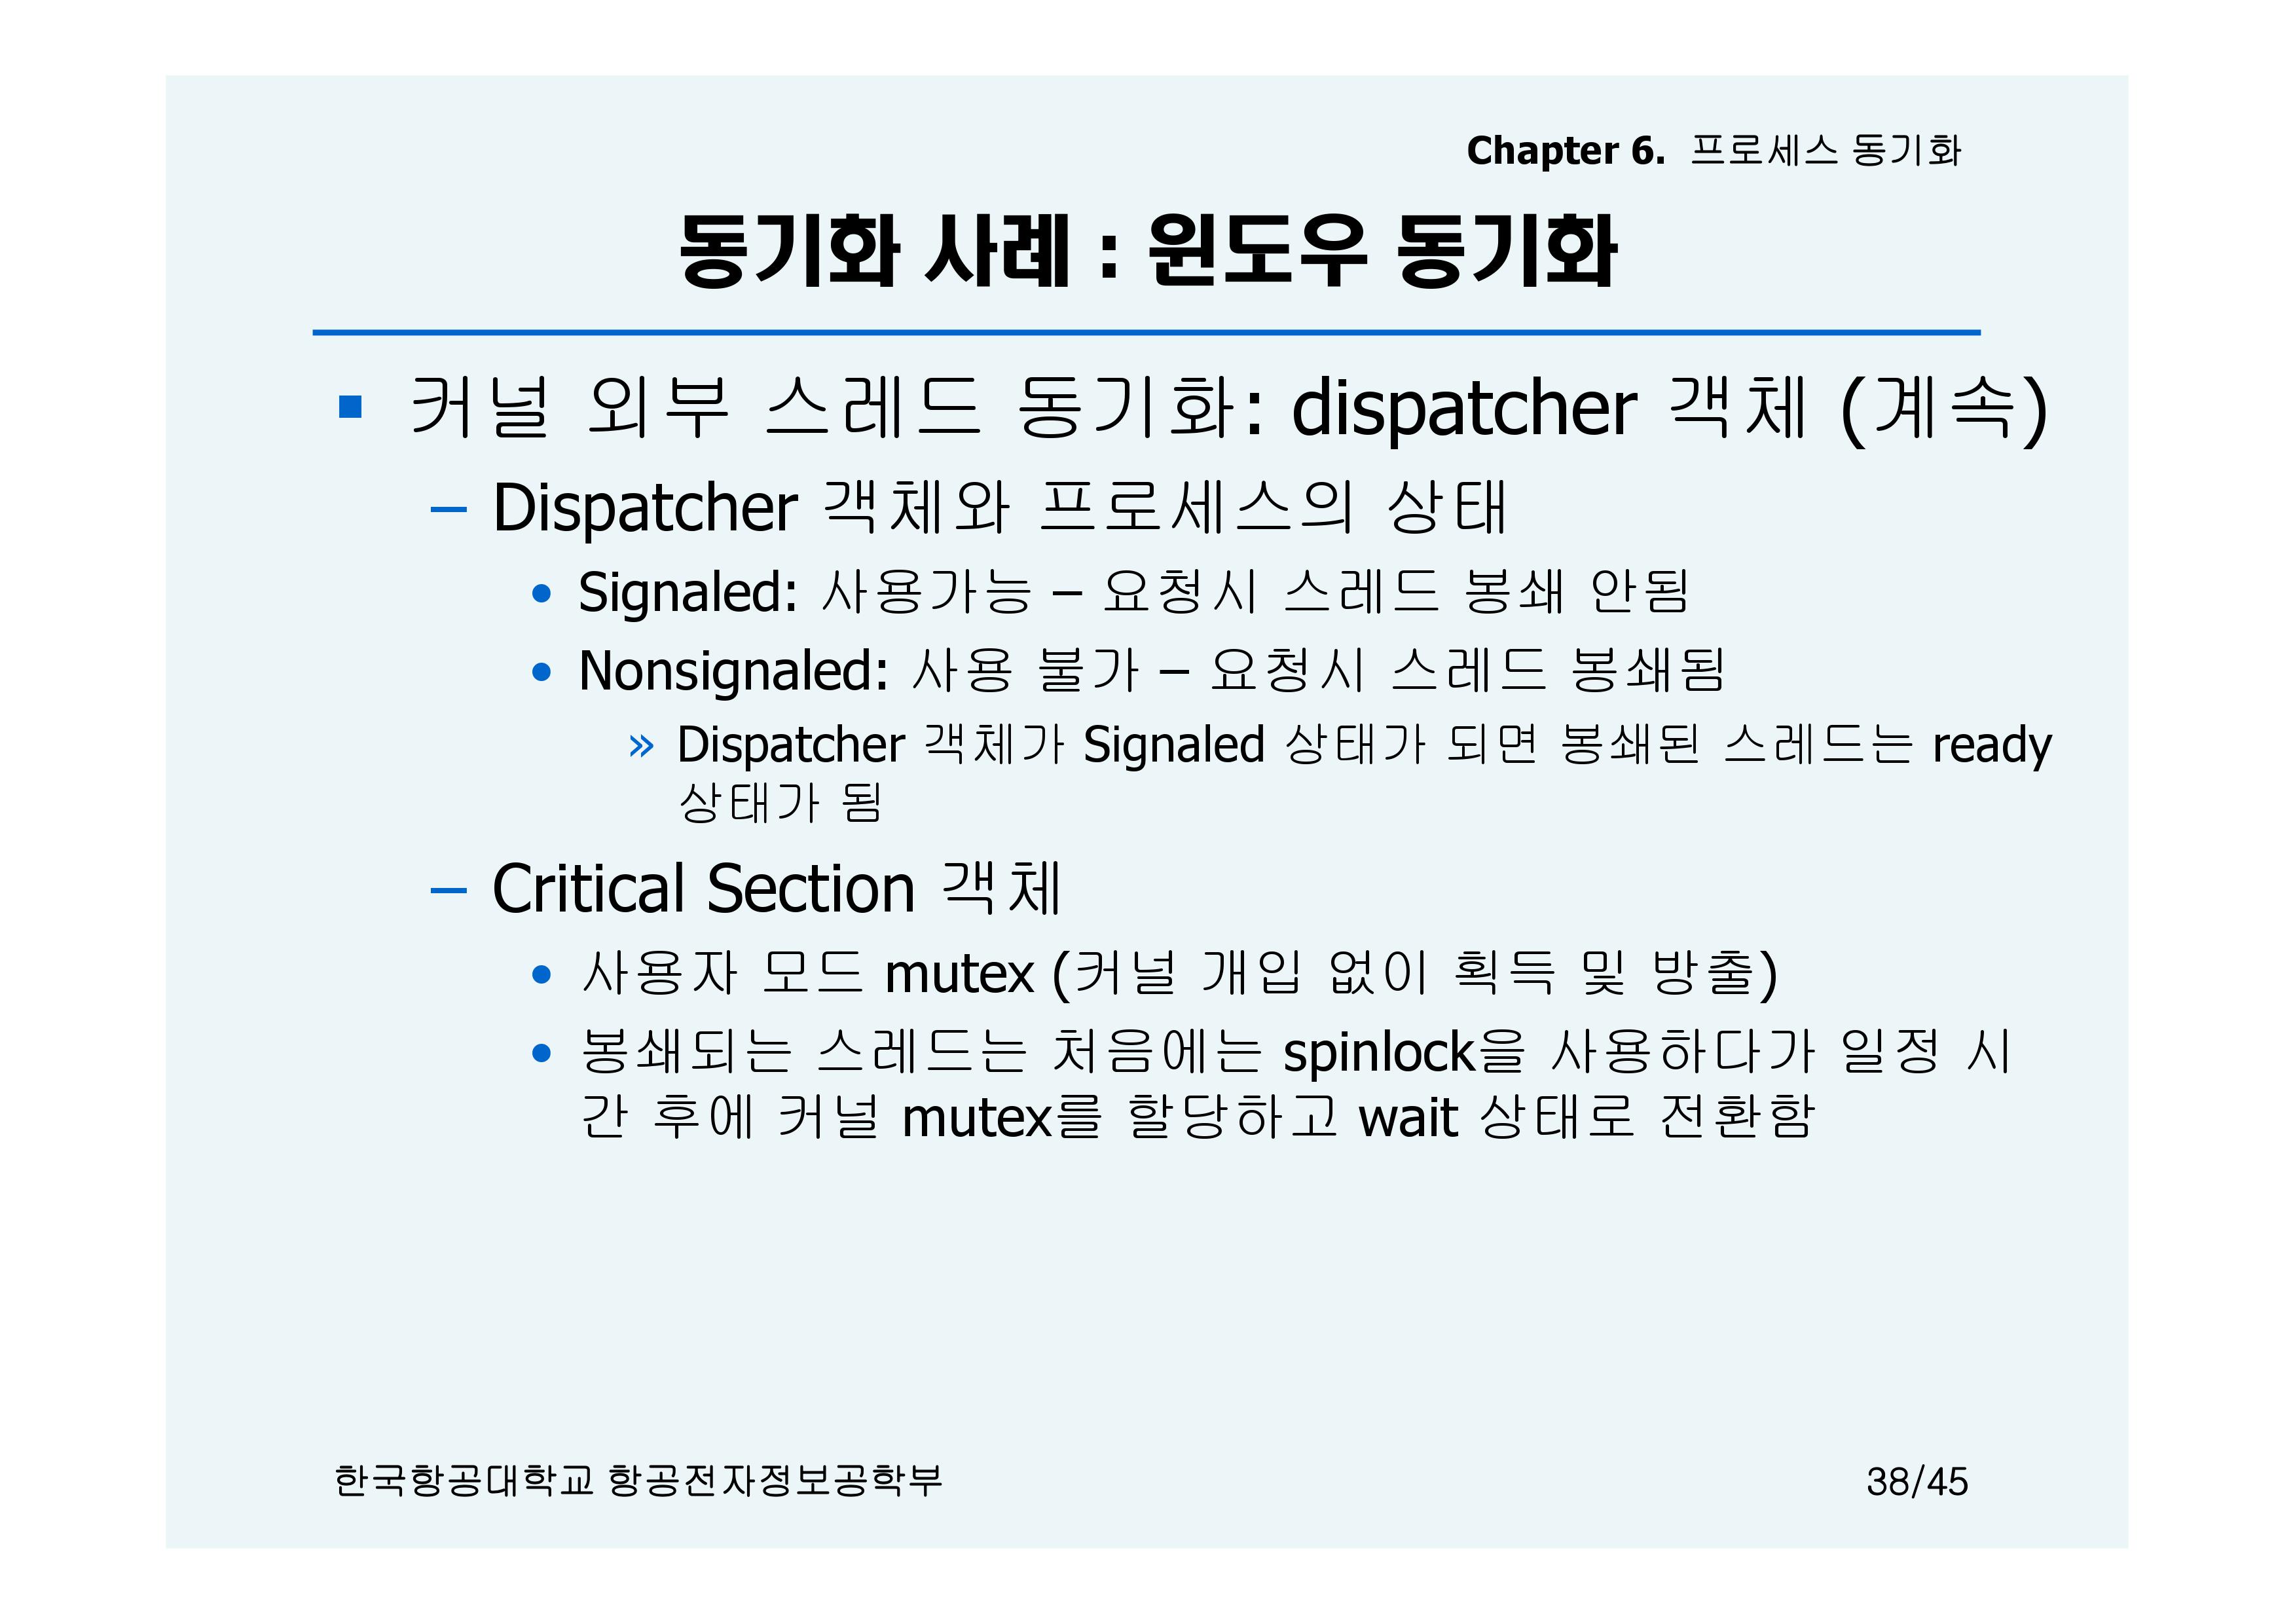 Chapter 6. 프로세스 동기화
동기화 사례 : 윈도우 동기화
▪ 커널 외부 스레드 동기화: dispatcher 객체 (계속)
– Dispatcher 객체와 프로세스의 상태
• Signaled: 사용가능 – 요청시 스레드 봉쇄 안됨
• Nonsignaled: 사용 불가 – 요청시 스레드 봉쇄됨
» Dispatcher 객체가 Signaled 상태가 되면 봉쇄된 스레드는 ready
상태가 됨
– Critical Section 객체
• 사용자 모드 mutex (커널 개입 없이 획득 및 방출)
• 봉쇄되는 스레드는 처음에는 spinlock을 사용하다가 일정 시
간 후에 커널 mutex를 할당하고 wait 상태로 전환함
한국항공대학교 항공전자정보공학부
38/45